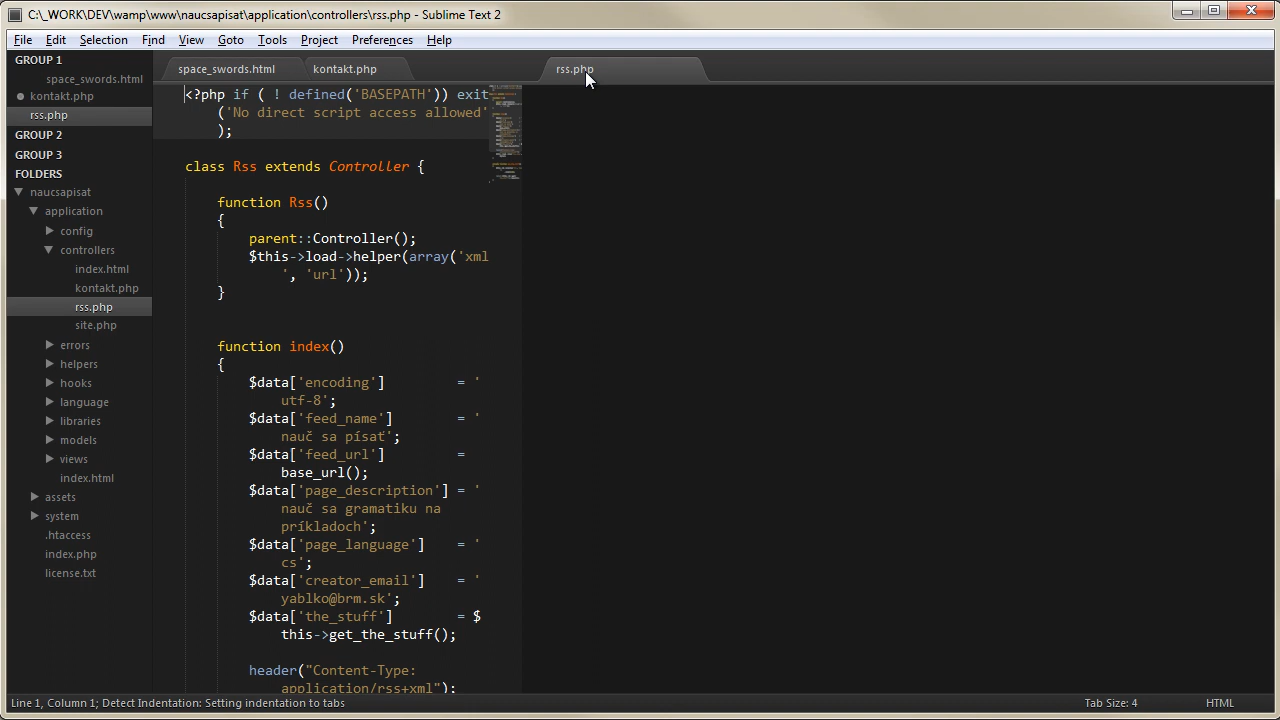 C:\_WORK\DEV\wamp\www\naucsapisat\application\controllers\rss.php - Sublime Text 2
File Edit Selection Find View Goto Tools Project Preferences Help
GROUP 1
space_swords.html
kontakt.php
rss.php
GROUP 2
GROUP 3
FOLDERS
naucsapisat
application
config
controllers
index.html
kontakt.php
rss.php
site.php
errors
helpers
hooks
language
libraries
models
views
index.html
assets
system
.htaccess
index.php
license.txt
space_swords.html kontakt.php rss.php
<?php if ( ! defined('BASEPATH')) exit
('No direct script access allowed'
);
class Rss extends Controller {
function Rss()
{
parent::Controller();
$this->load->helper(array('xml
', 'url'));
}
function index()
{
$data['encoding'] = '
utf-8';
$data['feed_name'] = '
nauč sa písať';
$data['feed_url'] =
base_url();
$data['page_description'] = '
nauč sa gramatiku na
príkladoch';
$data['page_language'] = '
cs';
$data['creator_email'] = '
yablko@brm.sk';
$data['the_stuff'] = $
this->get_the_stuff();
header("Content-Type:
application/rss+xml");
Line 1, Column 1; Detect Indentation: Setting indentation to tabs
Tab Size: 4 HTML